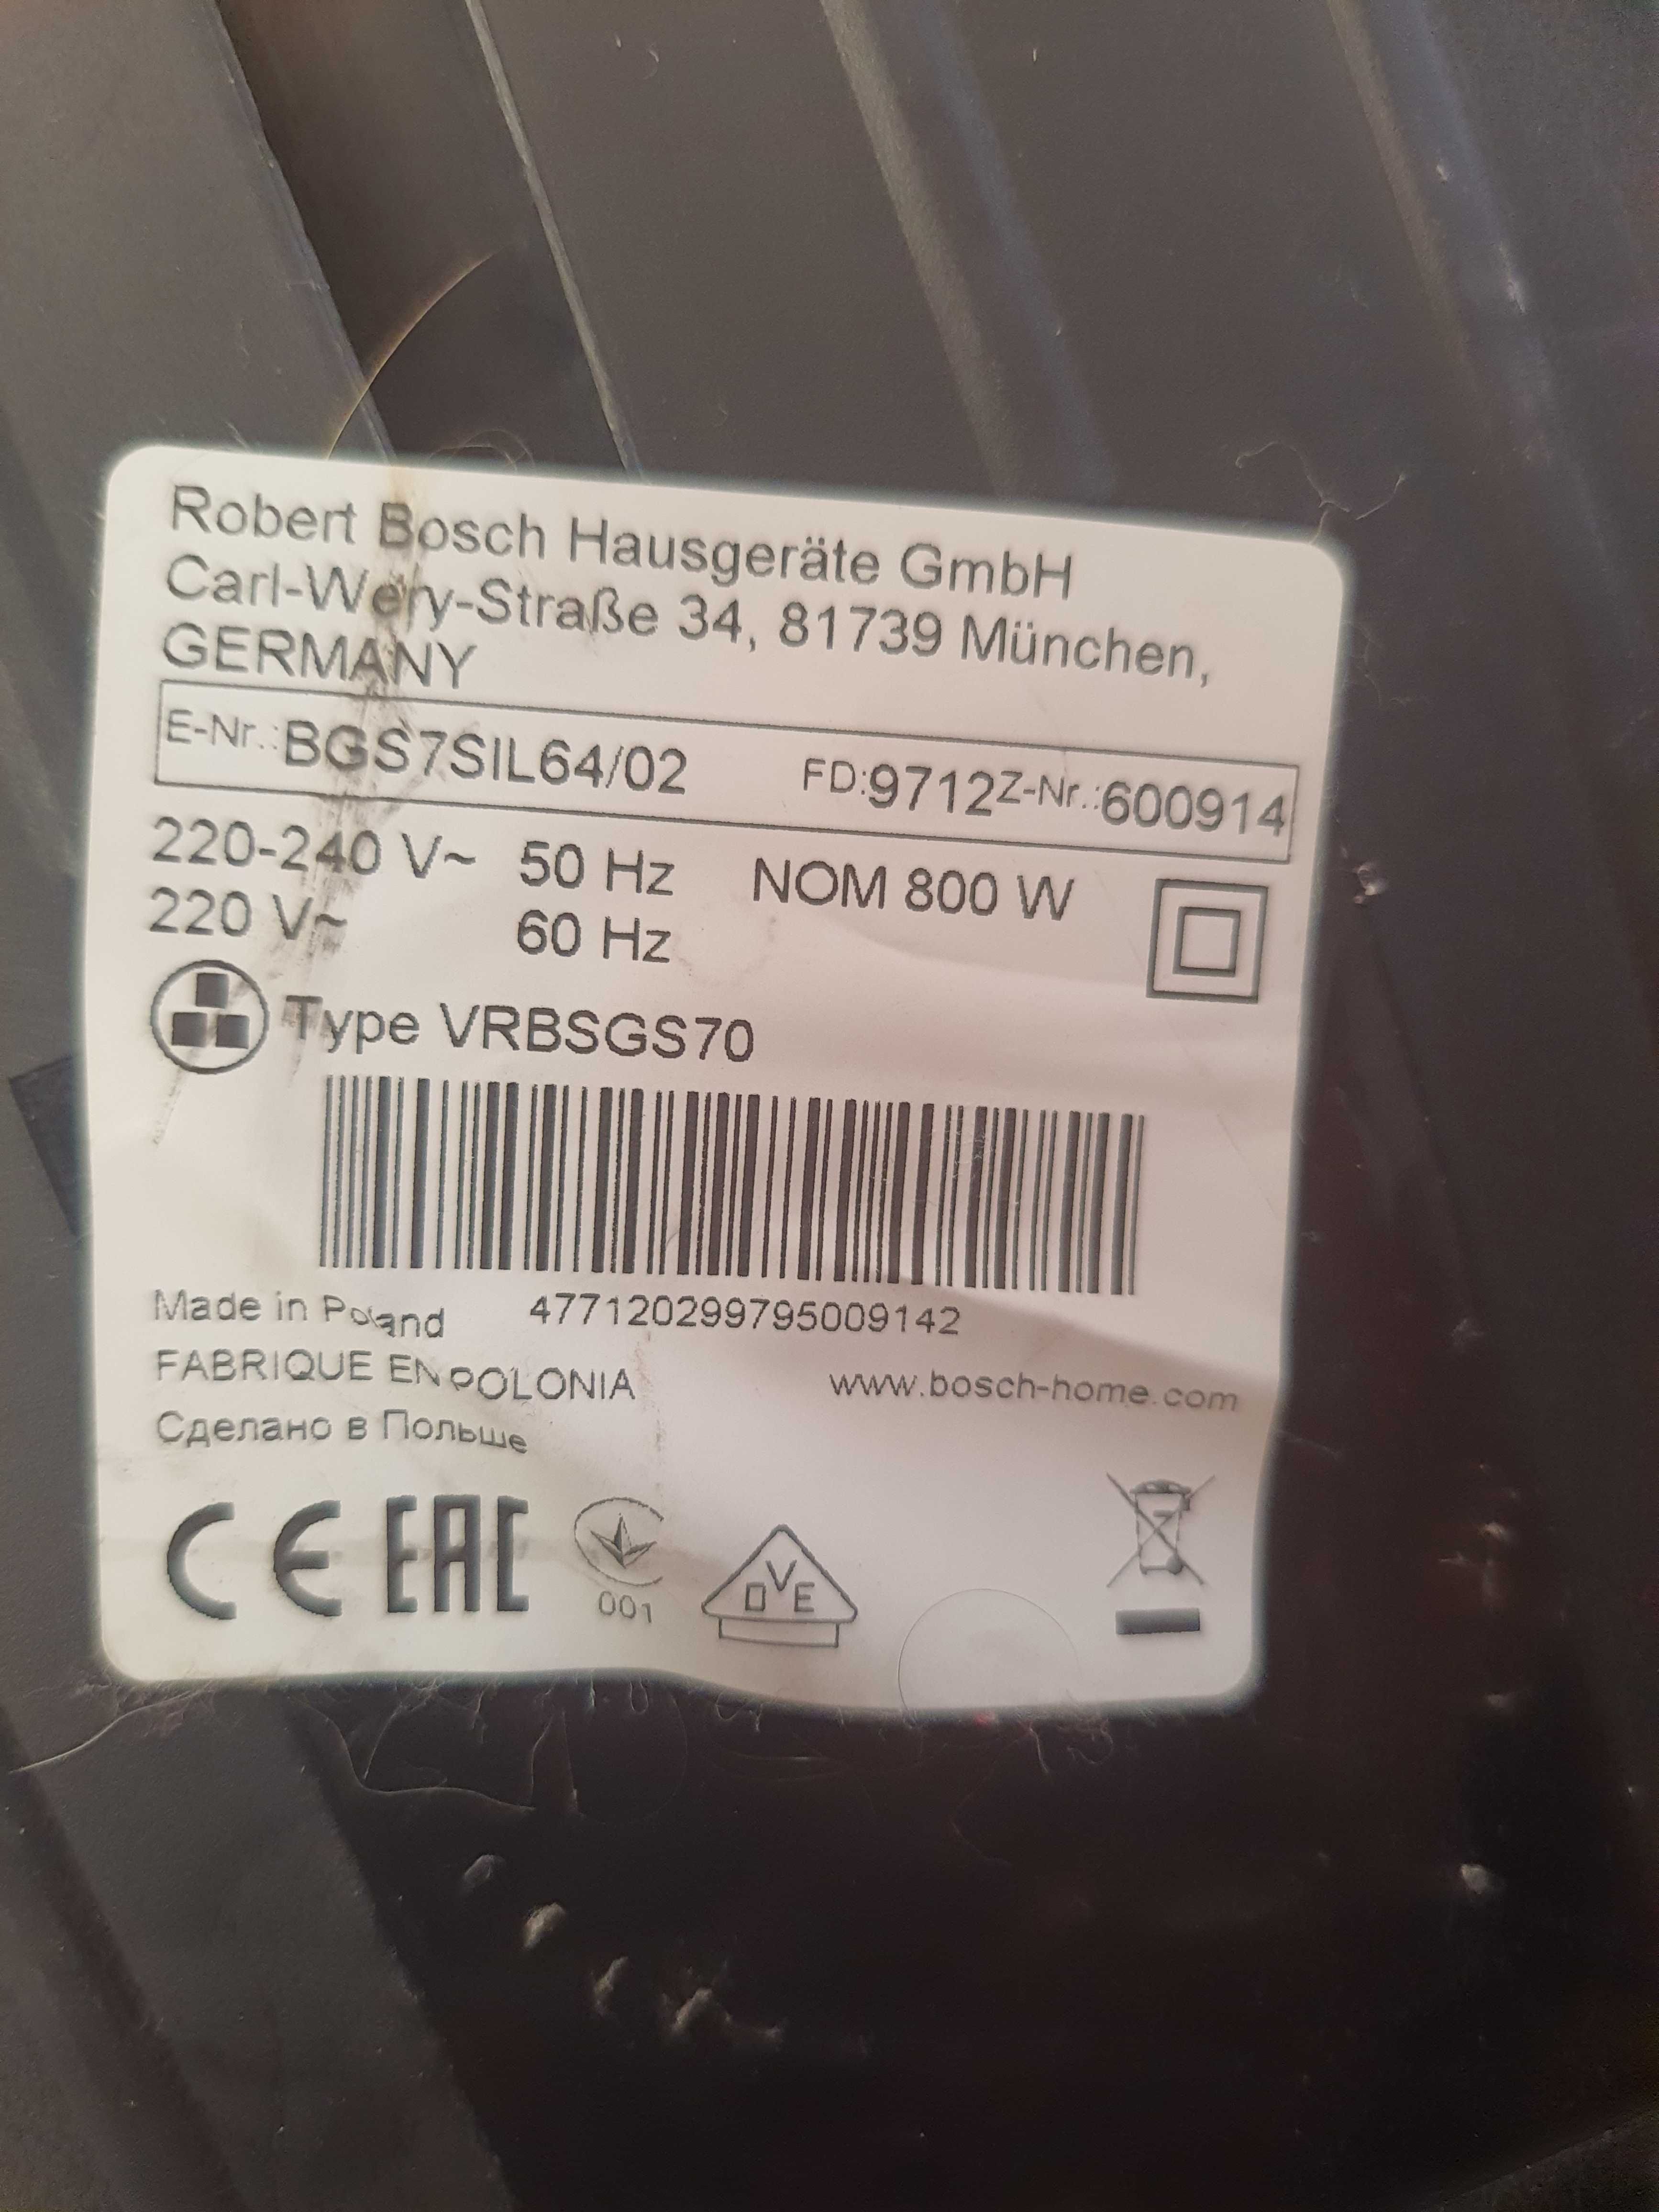 Robert Bosch Hausgeräte GmbH
Carl-Wery-Straße 34, 81739 München,
GERMANY
E-Nr.: BGS7SIL64/02 FD: 9712 Z-Nr.: 600914
220-240 V~ 50 Hz NOM 800 W
220 V~ 60 Hz
Type VRBSGS70
Made in Poland 477120299795009142
FABRIQUE EN POLONIA www.bosch-home.com
Сделано в Польше
CE EAC
001
DVE